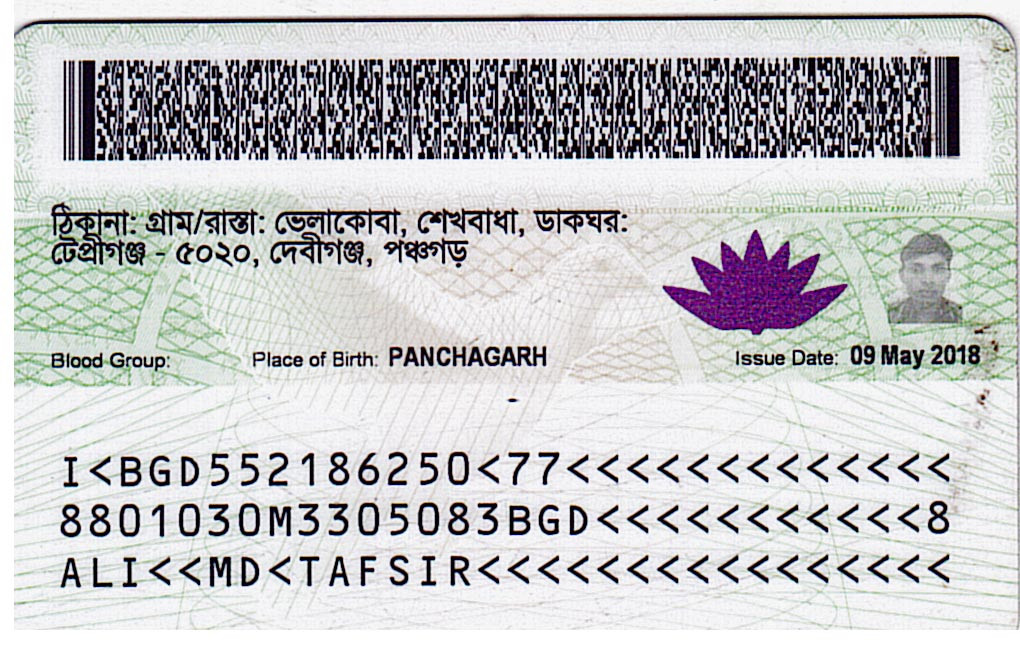 ঠিকানা: গ্রাম/রাস্তা: ভেলাকোবা, শেখবাধা, ডাকঘর:
টেপ্রীগঞ্জ - ৫০২০, দেবীগঞ্জ, পঞ্চগড়
Blood Group: Place of Birth: PANCHAGARH Issue Date: 09 May 2018
I<BGD552186250<77<<<<<<<<<<<<<
8801030M3305083BGD<<<<<<<<<<<8
ALI<<MD<TAFSIR<<<<<<<<<<<<<<<<